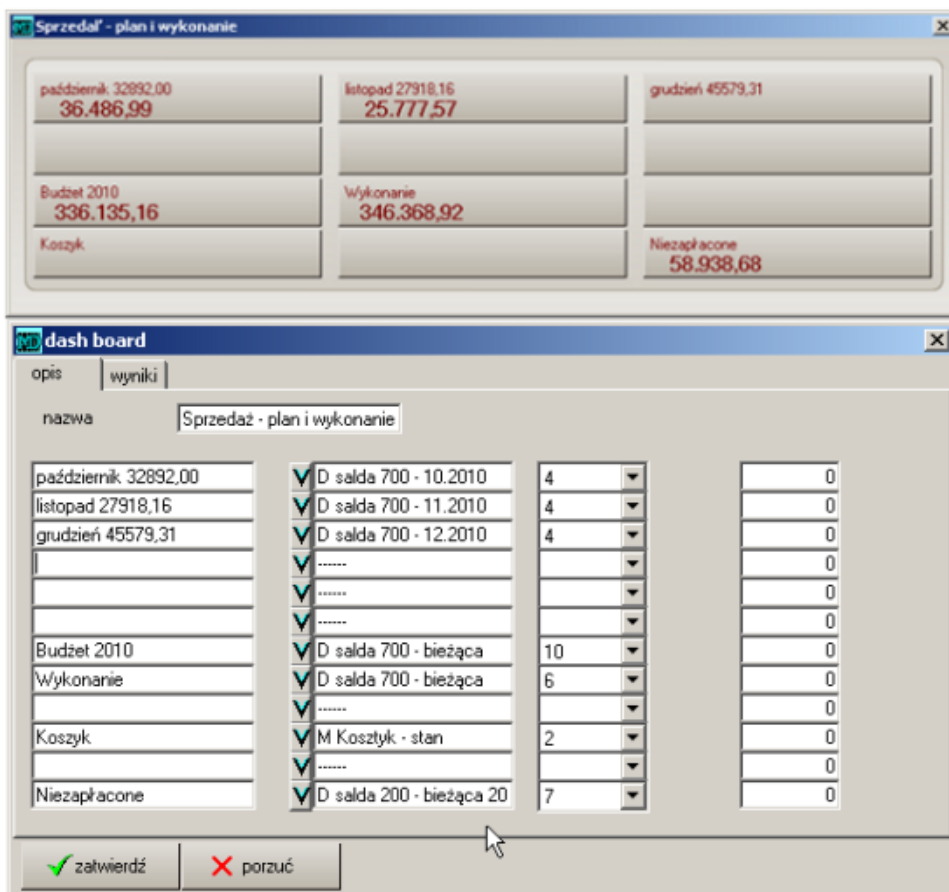 Sprzedaľ - plan i wykonanie
październik 32892,00 listopad 27918,16 grudzień 45579,31
36.486,99 25.777,57
Budżet 2010 Wykonanie
336.135,16 346.368,92
Koszyk Niezapłacone
58.938,68
dash board
opis wyniki
nazwa Sprzedaż - plan i wykonanie
październik 32892,00 D salda 700 - 10.2010 4 0
listopad 27918,16 D salda 700 - 11.2010 4 0
grudzień 45579,31 D salda 700 - 12.2010 4 0
------ 0
------ 0
------ 0
Budżet 2010 D salda 700 - bieżąca 10 0
Wykonanie D salda 700 - bieżąca 6 0
------ 0
Koszyk M Kosztyk - stan 2 0
------ 0
Niezapłacone D salda 200 - bieżąca 20 7 0
zatwierdź porzuć